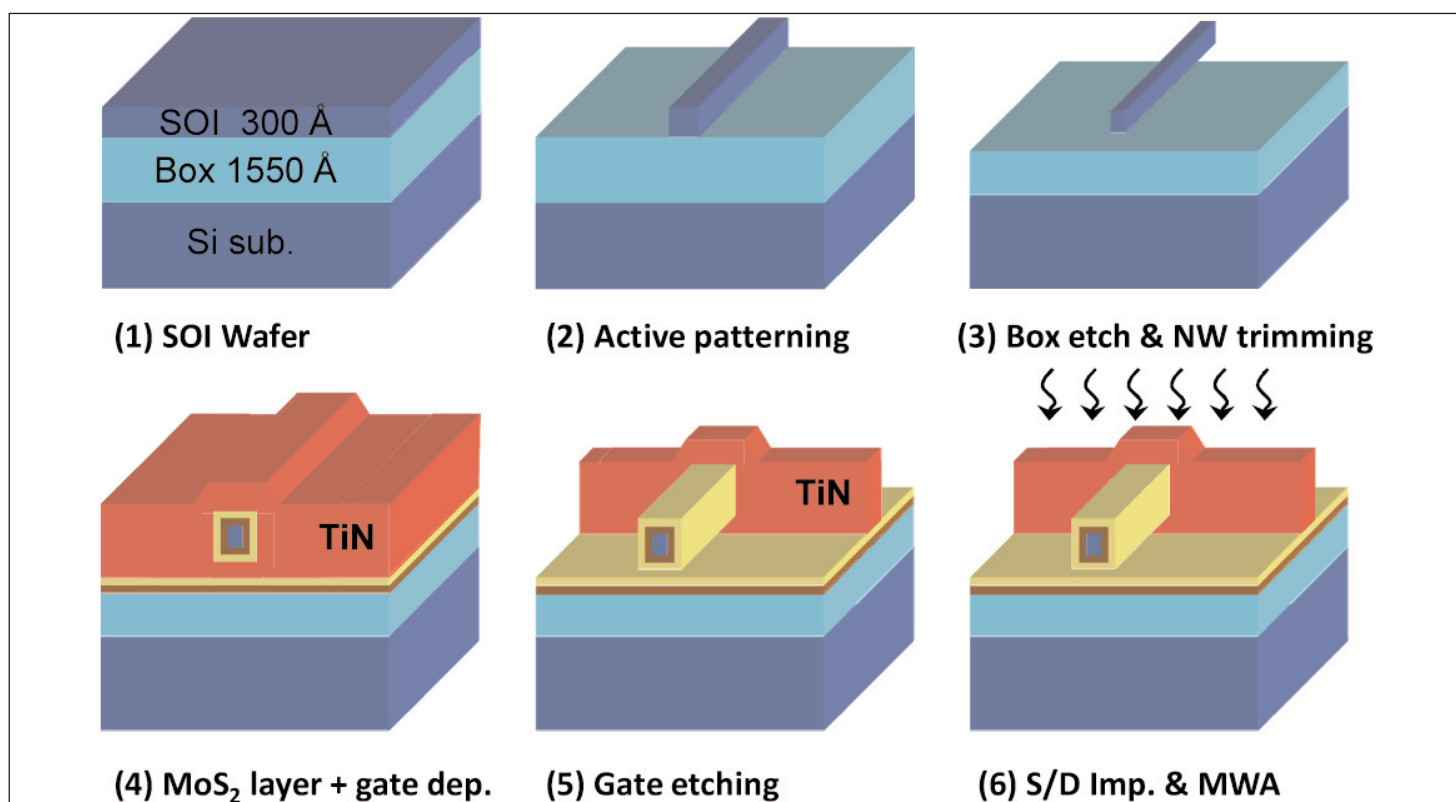 SOI 300 Å
Box 1550 Å
Si sub.
(1) SOI Wafer
(2) Active patterning
(3) Box etch & NW trimming
TiN
TiN
TiN
(4) MoS₂ layer + gate dep.
(5) Gate etching
(6) S/D Imp. & MWA